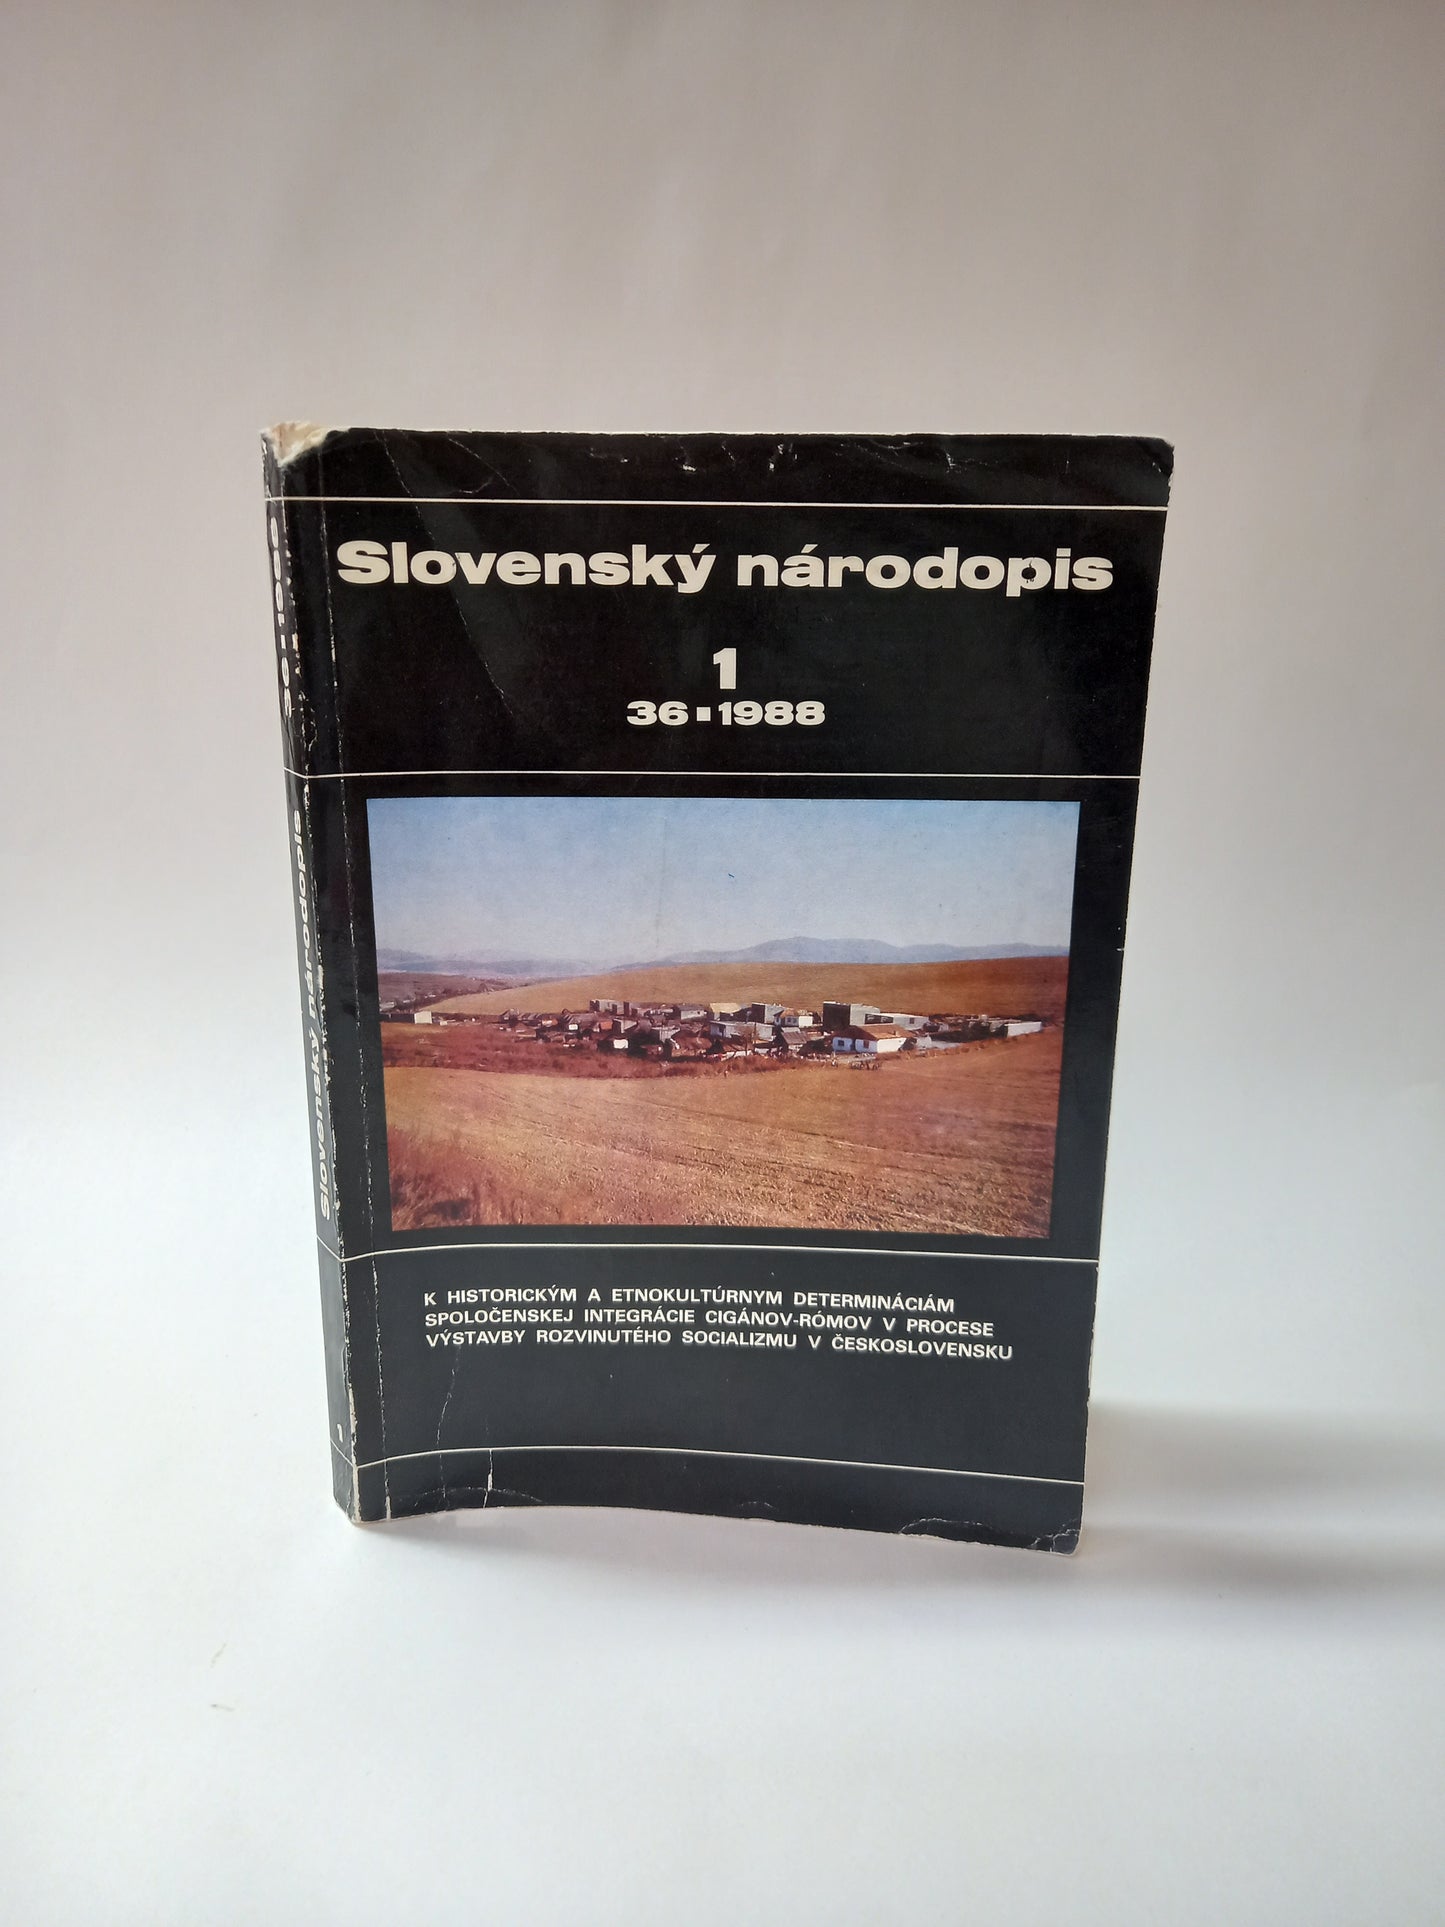 Slovenský národopis
1
36▪1988
K HISTORICKÝM A ETNOKULTÚRNYM DETERMINÁCIÁM
SPOLOČENSKEJ INTEGRÁCIE CIGÁNOV-RÓMOV V PROCESE
VÝSTAVBY ROZVINUTÉHO SOCIALIZMU V ČESKOSLOVENSKU
36▪1988
Slovenský národopis
1